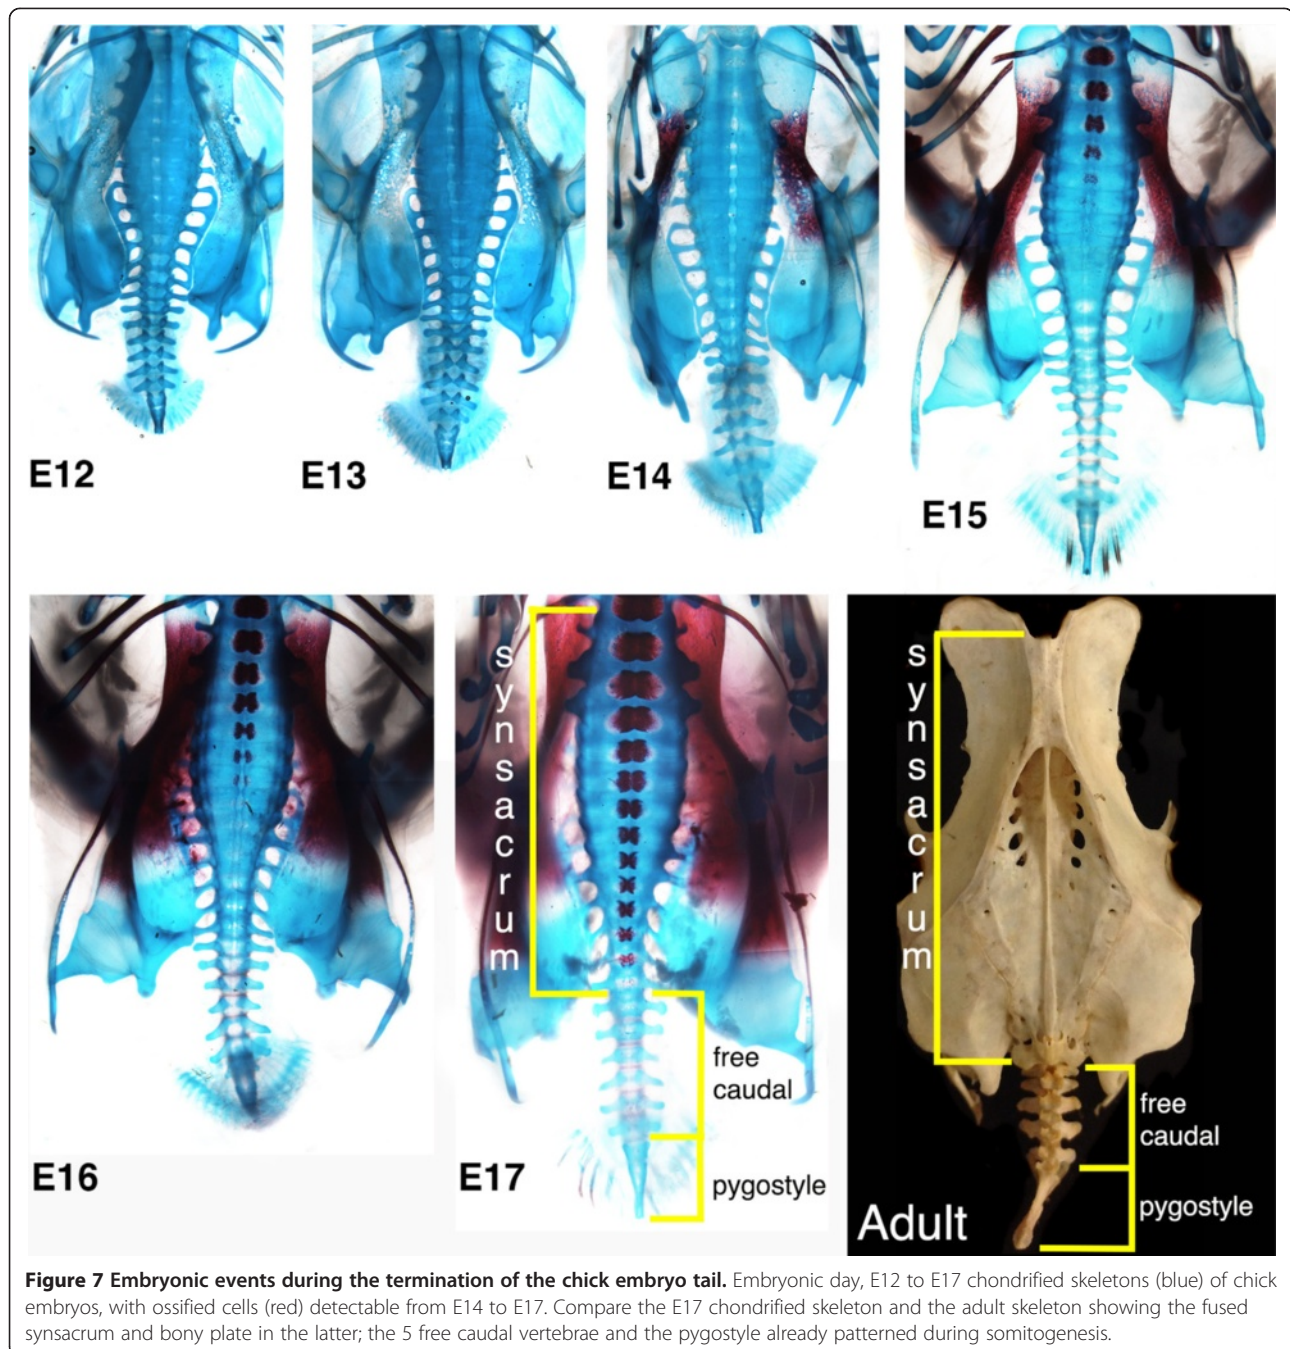 E12
E13
E14
E15
E16
synsacrum
free
caudal
pygostyle
E17
synsacrum
free
caudal
pygostyle
Adult
Figure 7 Embryonic events during the termination of the chick embryo tail. Embryonic day, E12 to E17 chondrified skeletons (blue) of chick
embryos, with ossified cells (red) detectable from E14 to E17. Compare the E17 chondrified skeleton and the adult skeleton showing the fused
synsacrum and bony plate in the latter; the 5 free caudal vertebrae and the pygostyle already patterned during somitogenesis.